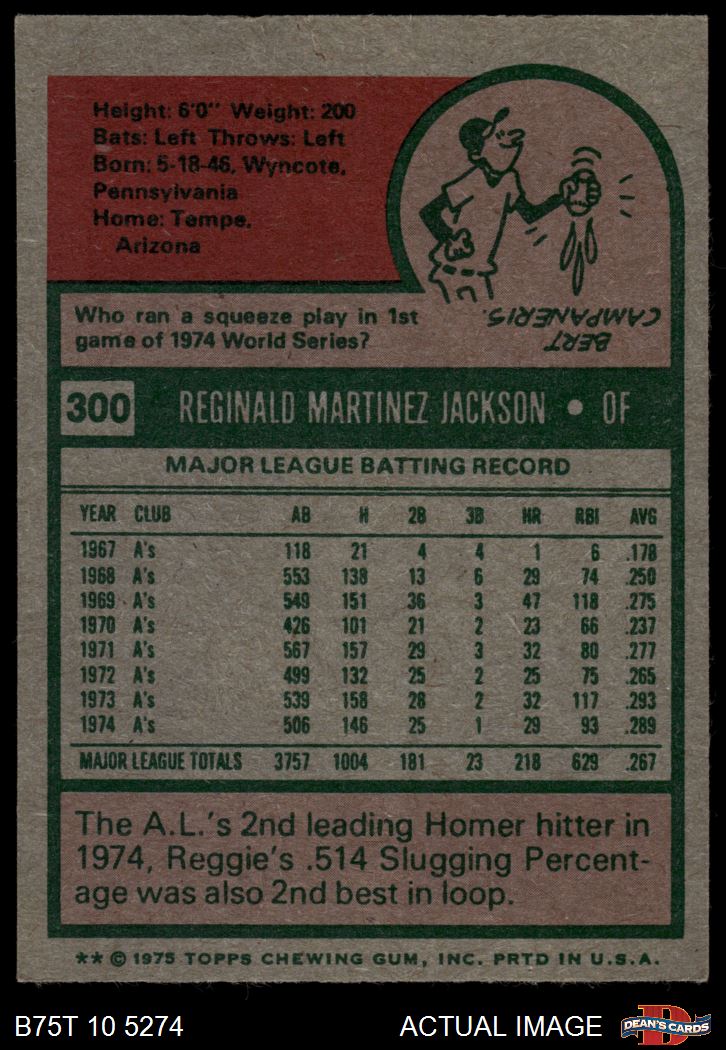 Height: 6'0" Weight: 200
Bats: Left Throws: Left
Born: 5-18-46, Wyncote,
Pennsylvania
Home: Tempe,
Arizona
Who ran a squeeze play in 1st
game of 1974 World Series?
BERT
CAMPANERIS.
300 REGINALD MARTINEZ JACKSON • OF
MAJOR LEAGUE BATTING RECORD
YEAR CLUB AB H 2B 3B HR RBI AVG
1967 A's 118 21 4 4 1 6 .178
1968 A's 553 138 13 6 29 74 .250
1969 A's 549 151 36 3 47 118 .275
1970 A's 426 101 21 2 23 66 .237
1971 A's 567 157 29 3 32 80 .277
1972 A's 499 132 25 2 25 75 .265
1973 A's 539 158 28 2 32 117 .293
1974 A's 506 146 25 1 29 93 .289
MAJOR LEAGUE TOTALS 3757 1004 181 23 218 629 .267
The A.L.'s 2nd leading Homer hitter in
1974, Reggie's .514 Slugging Percent-
age was also 2nd best in loop.
** © 1975 TOPPS CHEWING GUM, INC. PRTD IN U.S.A.
B75T 10 5274 ACTUAL IMAGE D DEAN'S CARDS